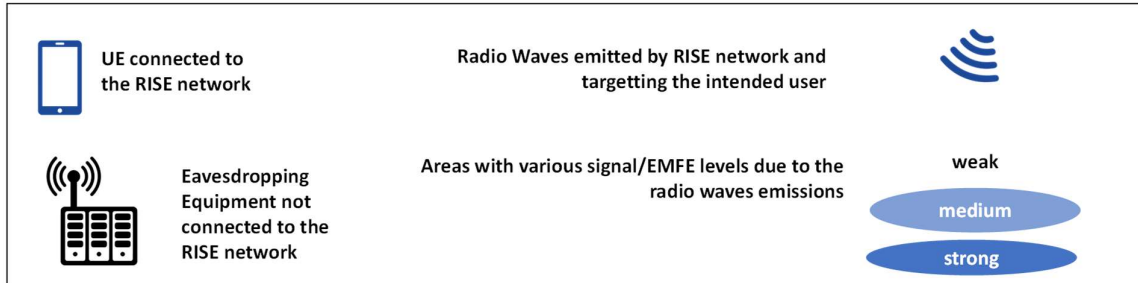 UE connected to
the RISE network
Radio Waves emitted by RISE network and
targetting the intended user
Eavesdropping
Equipment not
connected to the
RISE network
Areas with various signal/EMFE levels due to the
radio waves emissions
weak
medium
strong